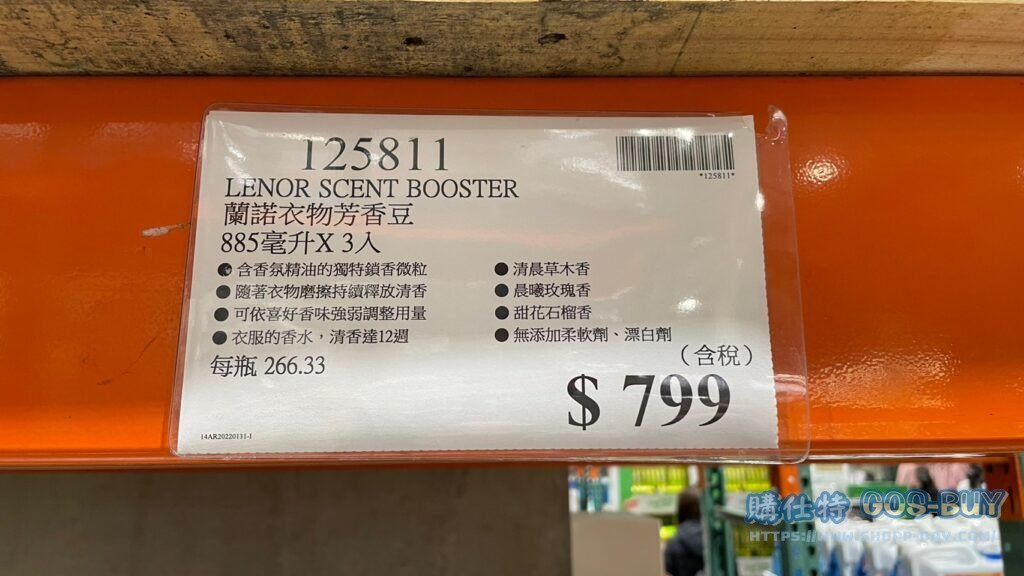 125811
*125811*
LENOR SCENT BOOSTER
蘭諾衣物芳香豆
885毫升X 3入
● 含香氛精油的獨特鎖香微粒
● 隨著衣物磨擦持續釋放清香
● 可依喜好香味強弱調整用量
● 衣服的香水，清香達12週
● 清晨草木香
● 晨曦玫瑰香
● 甜花石榴香
● 無添加柔軟劑、漂白劑
每瓶 266.33
（含稅）
$ 799
14AR20220131-1
購仕特 GOS-BUY
HTTPS://WWW.SHOPP-BUY.COM/